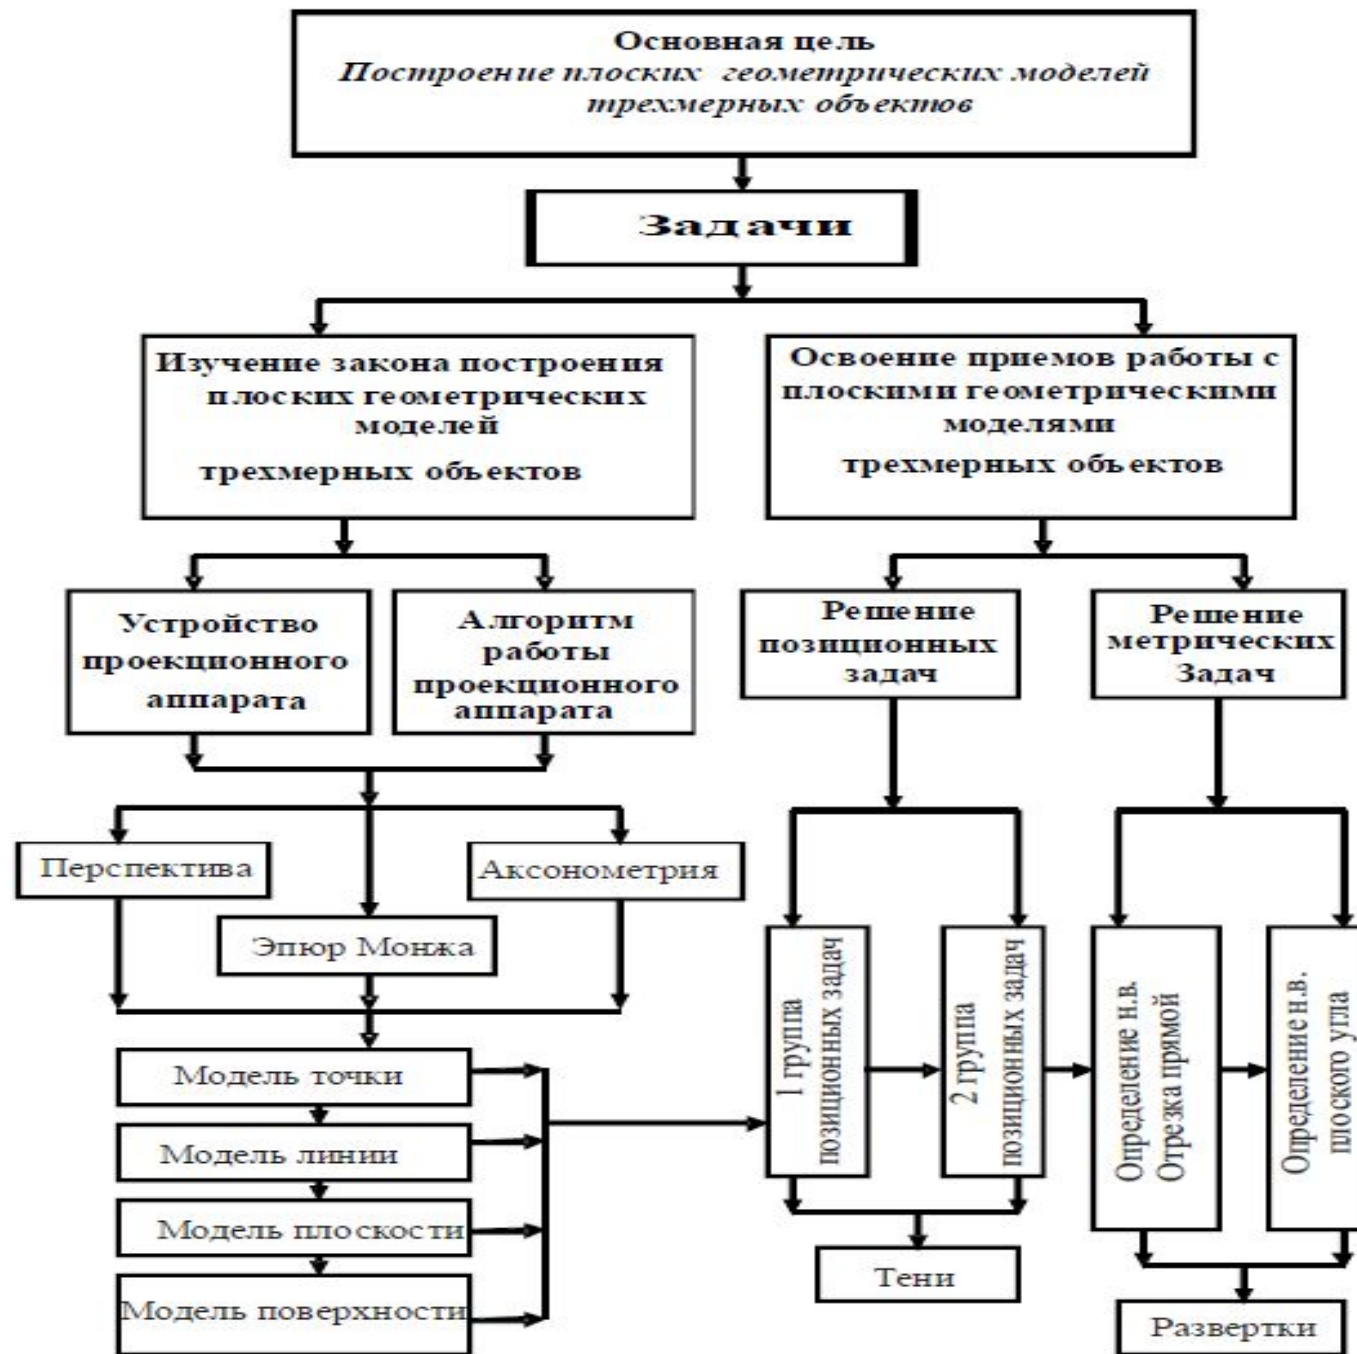 Основная цель
Построение плоских геометрических моделей
трехмерных объектов
Задачи
Изучение закона построения
плоских геометрических
моделей
трехмерных объектов
Освоение приемов работы с
плоскими геометрическими
моделями
трехмерных объектов
Устройство
проекционного
аппарата
Алгоритм
работы
проекционного
аппарата
Решение
позиционных
задач
Решение
метрических
Задач
Перспектива
Аксонометрия
Эпюр Монжа
Модель точки
Модель линии
Модель плоскости
Модель поверхности
1 группа
позиционных задач
2 группа
позиционных задач
Определение н.в.
Отрезка прямой
Определение н.в.
плоского угла
Тени
Развертки